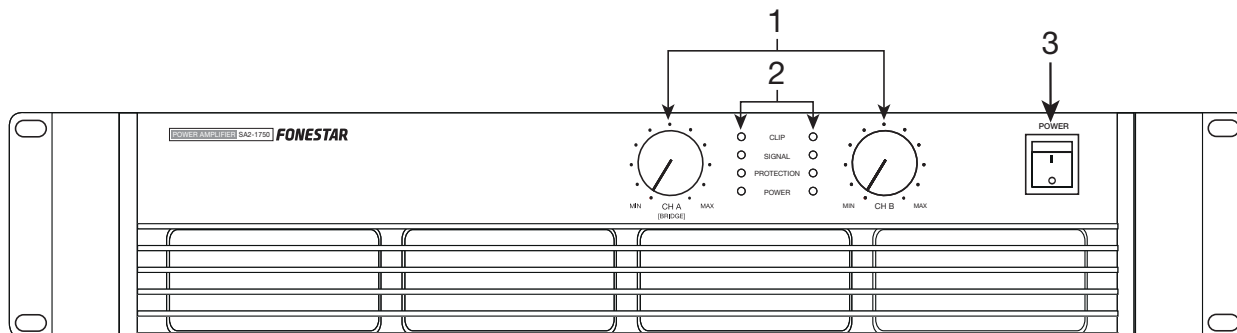 1
2
3
POWER AMPLIFIER SA2-1750 FONESTAR
CLIP
SIGNAL
PROTECTION
POWER
MIN CH A MAX
[BRIDGE]
MIN CH B MAX
POWER
I
O